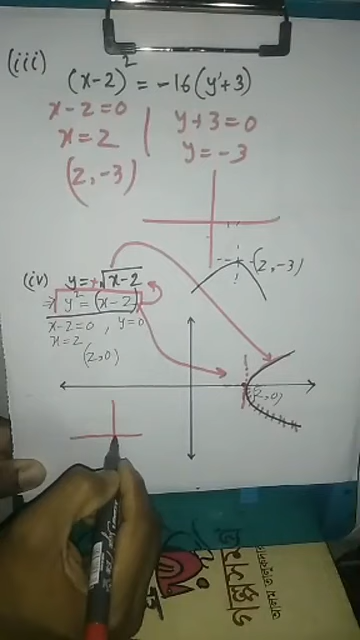 (iii) (x-2)² = -16(y+3)
x-2=0 | y+3=0
x=2 | y=-3
(2, -3)
(2, -3)
(iv) y=+√x-2
⇒ y² = (x-2)
x-2=0 , y=0
x=2
(2,0)
(2,0)